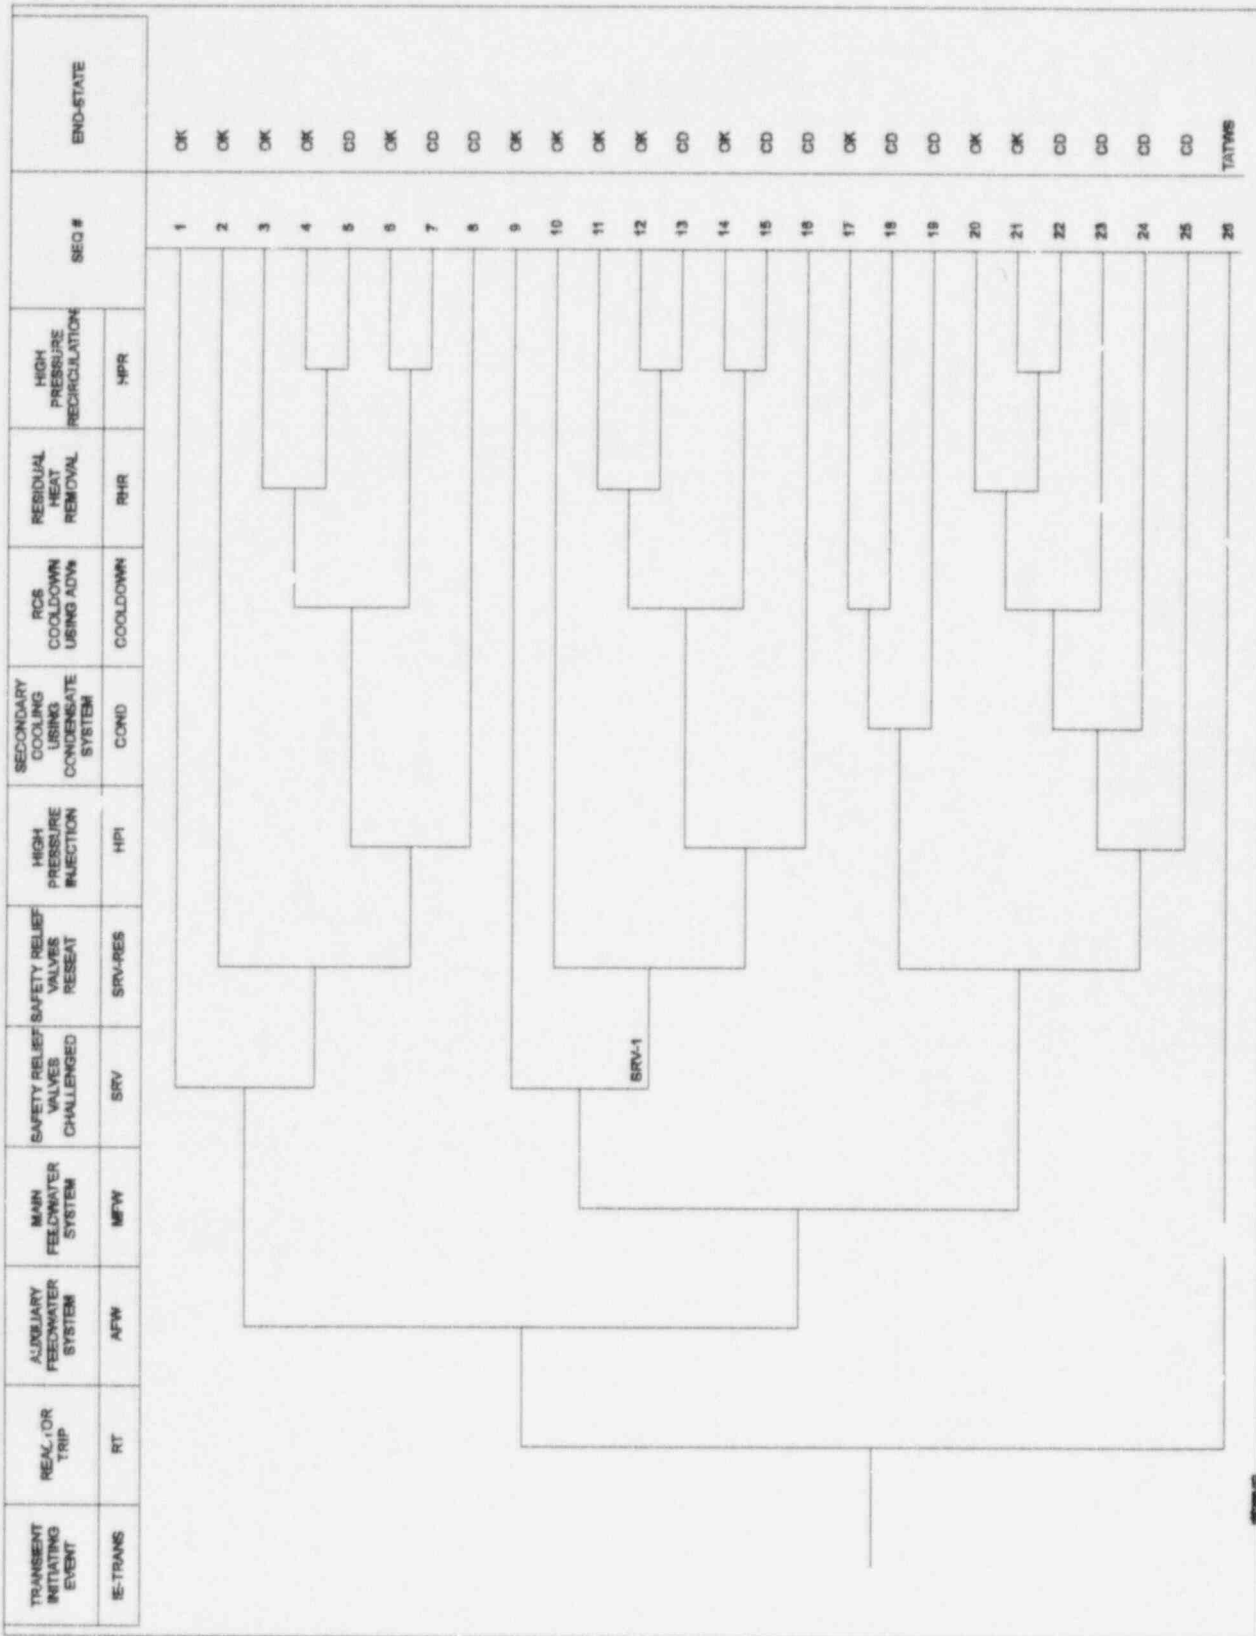 TRANSIENT
INITIATING
EVENT
REACTOR
TRIP
AUXILIARY
FEEDWATER
SYSTEM
MAIN
FEEDWATER
SYSTEM
SAFETY RELIEF
VALVES
CHALLENGED
SAFETY RELIEF
VALVES
RESEAT
HIGH
PRESSURE
INJECTION
SECONDARY
COOLING
USING
CONDENSATE
SYSTEM
RCS
COOLDOWN
USING ADVs
RESIDUAL
HEAT
REMOVAL
HIGH
PRESSURE
RECIRCULATION
SEQ #
END-STATE
IE-TRANS
RT
AFW
MFW
SRV
SRV-RES
HPI
COND
COOLDOWN
RHR
HPR
1 OK
2 OK
3 OK
4 OK
5 CD
6 OK
7 CD
8 CD
9 OK
10 OK
11 OK
SRV-1
12 OK
13 CD
14 OK
15 CD
16 CD
17 OK
18 CD
19 CD
20 OK
21 OK
22 CD
23 CD
24 CD
25 CD
26 TATWS